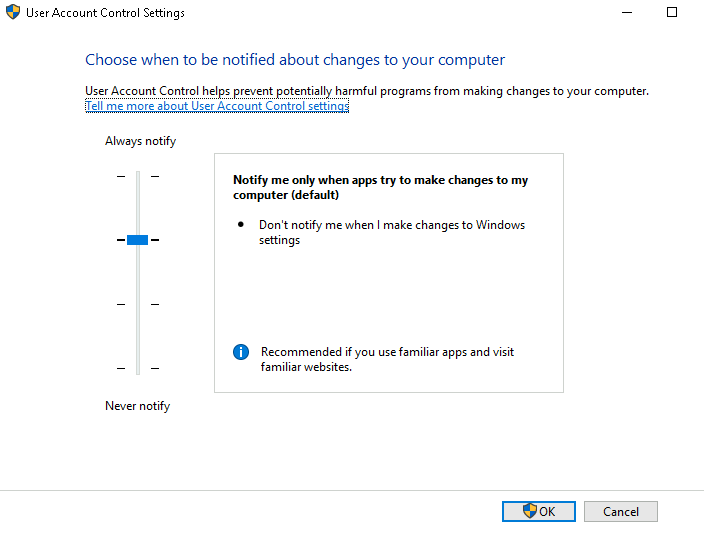 User Account Control Settings
Choose when to be notified about changes to your computer
User Account Control helps prevent potentially harmful programs from making changes to your computer.
Tell me more about User Account Control settings
Always notify
Notify me only when apps try to make changes to my
computer (default)
Don't notify me when I make changes to Windows
settings
Recommended if you use familiar apps and visit
familiar websites.
Never notify
OK
Cancel